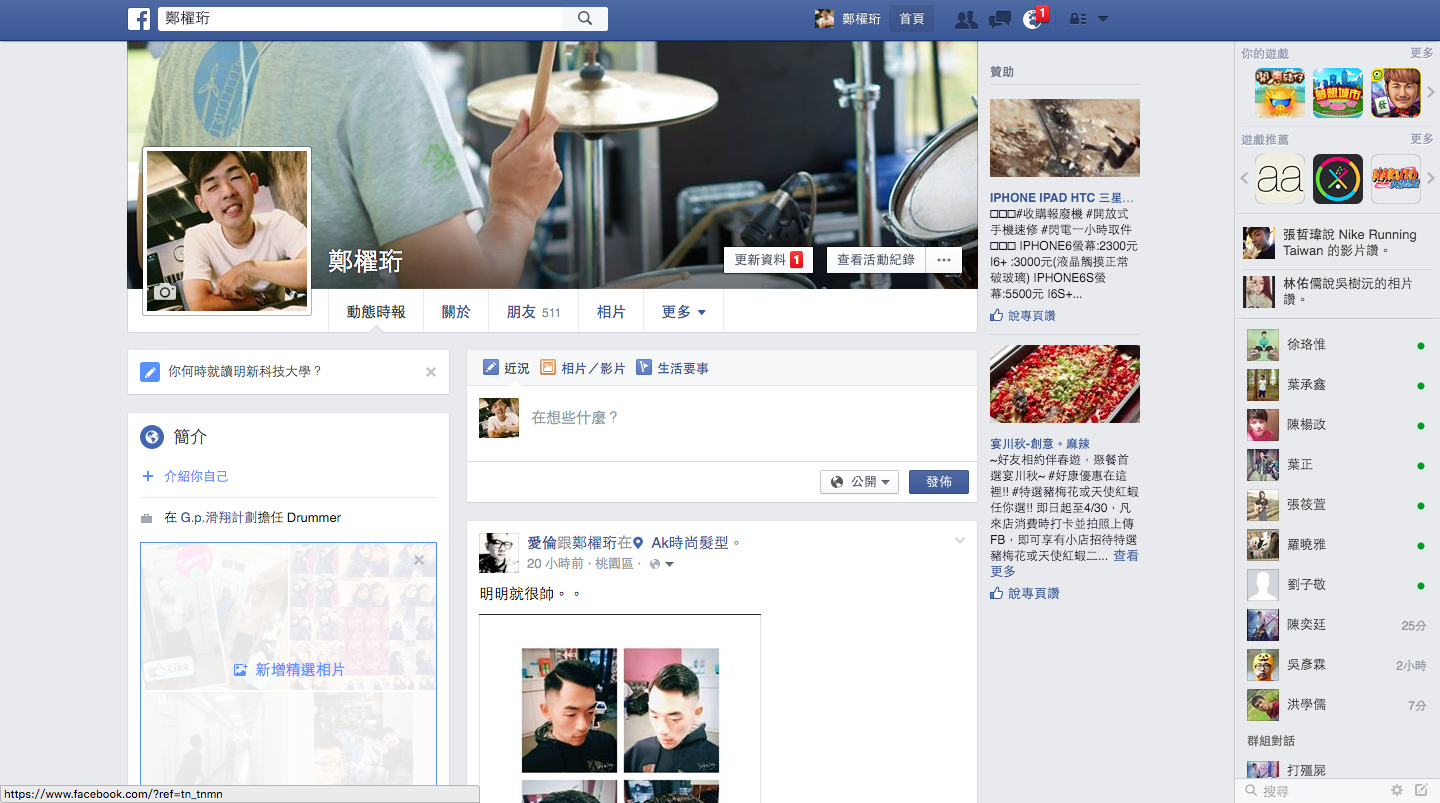 鄭櫂珩
鄭櫂珩
首頁
1
鄭櫂珩
更新資料 1
查看活動紀錄
動態時報
關於
朋友 511
相片
更多
你何時就讀明新科技大學？
簡介
介紹你自己
在 G.p.滑翔計劃擔任 Drummer
新增精選相片
Like
近況
相片／影片
生活要事
在想些什麼？
公開
發佈
愛倫跟鄭櫂珩在 Ak時尚髮型。
20 小時前 · 桃園區 ·
明明就很帥。。
贊助
IPHONE IPAD HTC 三星...
□□□#收購報廢機 #開放式
手機速修 #閃電一小時取件
□□□ IPHONE6螢幕:2300元
I6+ :3000元(液晶觸摸正常
破玻璃) IPHONE6S螢
幕:5500元 I6S+...
說專頁讚
宴川秋-創意。麻辣
~好友相約伴春遊，聚餐首
選宴川秋~ #好康優惠在這
裡!! #特選豬梅花或天使紅蝦
任你選!! 即日起至4/30，凡
來店消費時打卡並拍照上傳
FB，即可享有小店招待特選
豬梅花或天使紅蝦二... 查看
更多
說專頁讚
你的遊戲
更多
夢想城市
發
遊戲推薦
更多
aa
NARUTO
張哲瑋說 Nike Running
Taiwan 的影片讚。
林佑儒說吳樹沅的相片
讚。
徐珞惟
葉承鑫
陳楊政
葉正
張筱萱
羅曉雅
劉子敬
陳奕廷 25分
吳彥霖 2小時
洪學儒 7分
群組對話
打殭屍
搜尋
https://www.facebook.com/?ref=tn_tnmn